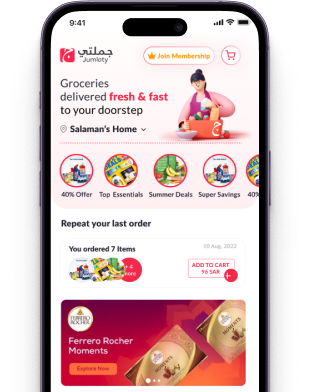 9:41
جملتي
Jumlaty
Join Membership
Groceries
delivered fresh & fast
to your doorstep
Salaman's Home
40% Offer
Top Essentials
Summer Deals
Super Savings
40%
Repeat your last order
You ordered 7 Items
20 Aug, 2022
+ 4
more
ADD TO CART
96 SAR
+
FERRERO
ROCHER
Ferrero Rocher
Moments
Explore Now